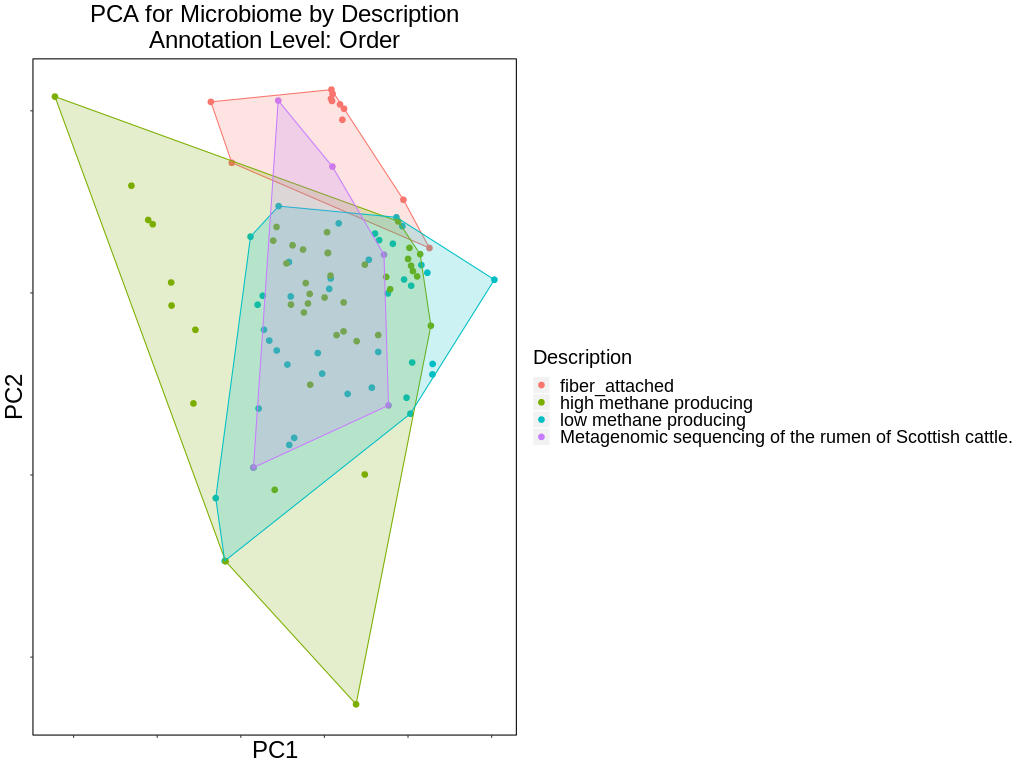 PCA for Microbiome by Description
Annotation Level: Order
PC2
PC1
Description
fiber_attached
high methane producing
low methane producing
Metagenomic sequencing of the rumen of Scottish cattle.